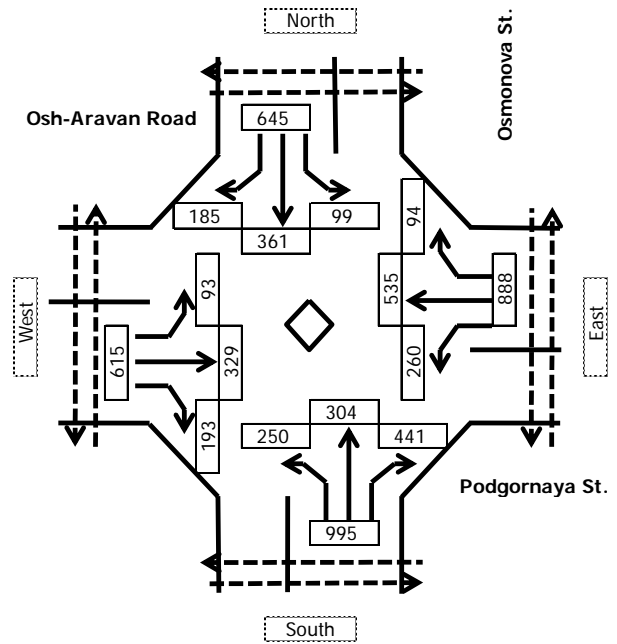 North
Osmonova St.
Osh-Aravan Road
645
185
99
361
94
93
535
888
West
615
329
260
East
193
304
250
441
Podgornaya St.
995
South